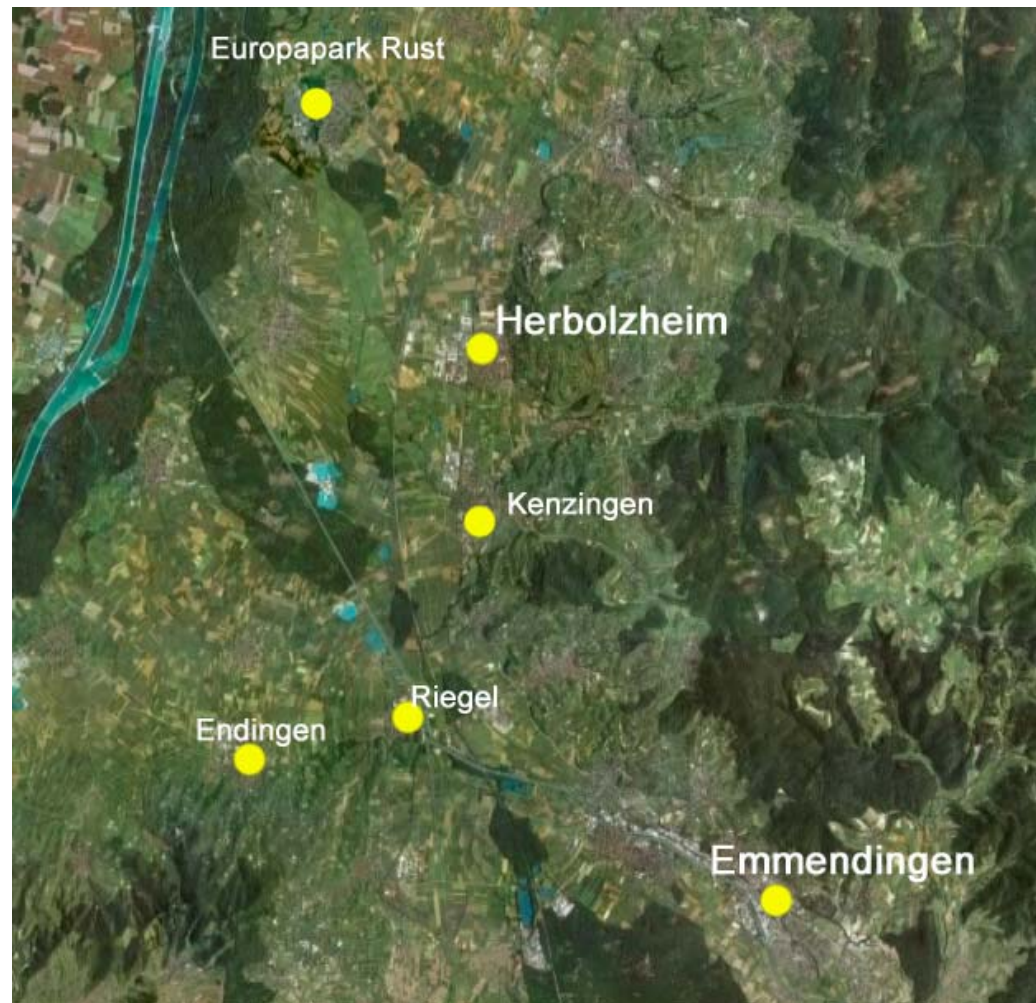 Europapark Rust
Herbolzheim
Kenzingen
Riegel
Endingen
Emmendingen